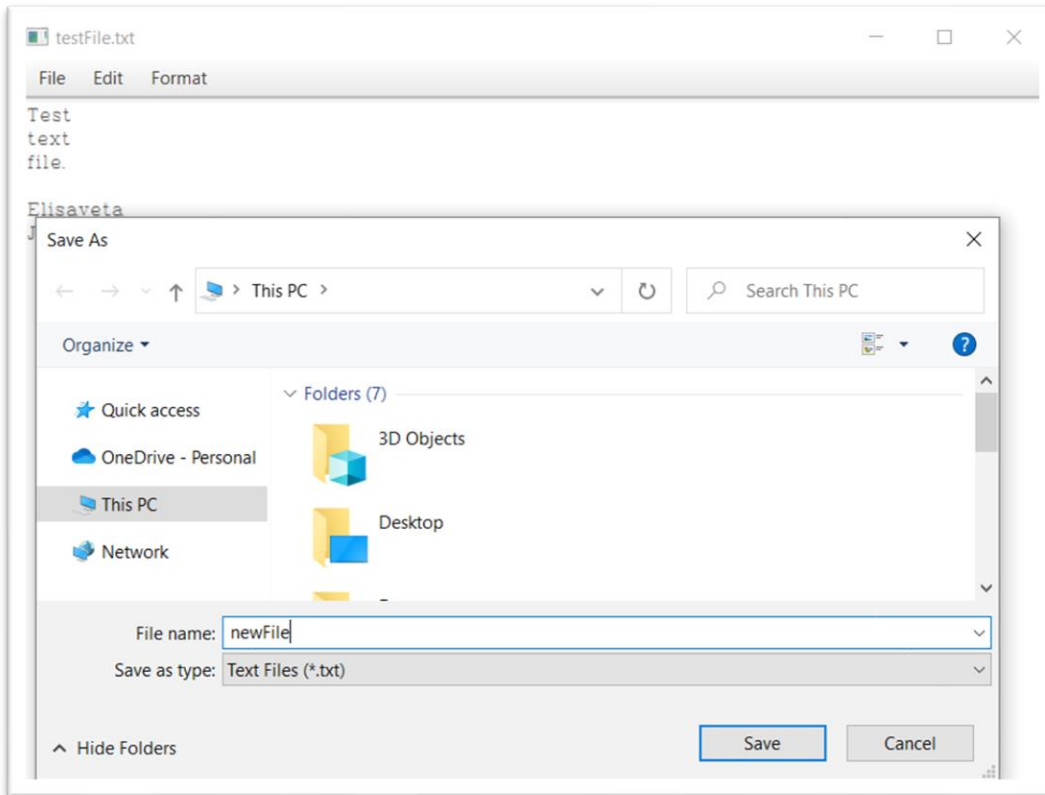 testFile.txt
File Edit Format
Test
text
file.

Elisaveta
J
Save As
This PC
Search This PC
Organize
?
Quick access
OneDrive - Personal
This PC
Network
Folders (7)
3D Objects
Desktop
File name: newFile
Save as type: Text Files (*.txt)
Hide Folders
Save Cancel